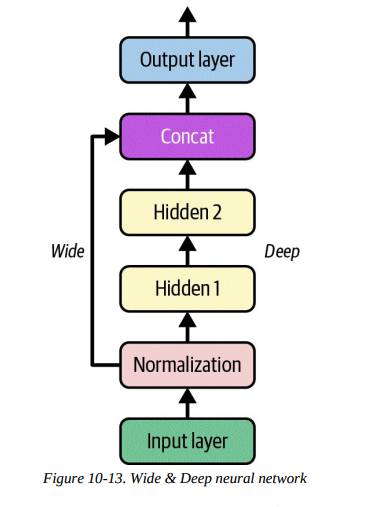 Output layer
Concat
Hidden 2
Wide
Deep
Hidden 1
Normalization
Input layer
Figure 10-13. Wide & Deep neural network